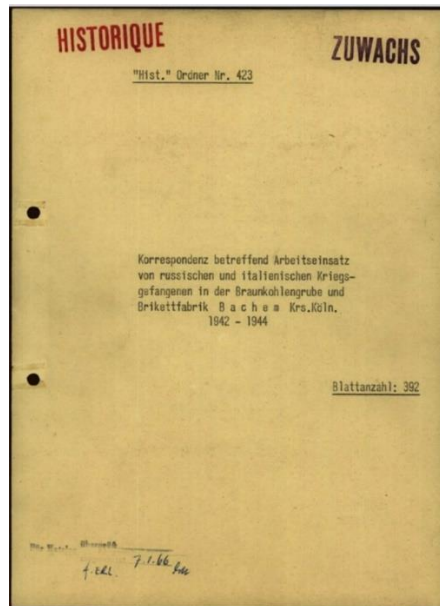 HISTORIQUE
ZUWACHS
"Hist." Ordner Nr. 423
Korrespondenz betreffend Arbeitseinsatz
von russischen und italienischen Kriegs-
gefangenen in der Braunkohlengrube und
Brikettfabrik B a c h e m Krs.Köln.
1942 - 1944
Blattanzahl: 392
7.1.66